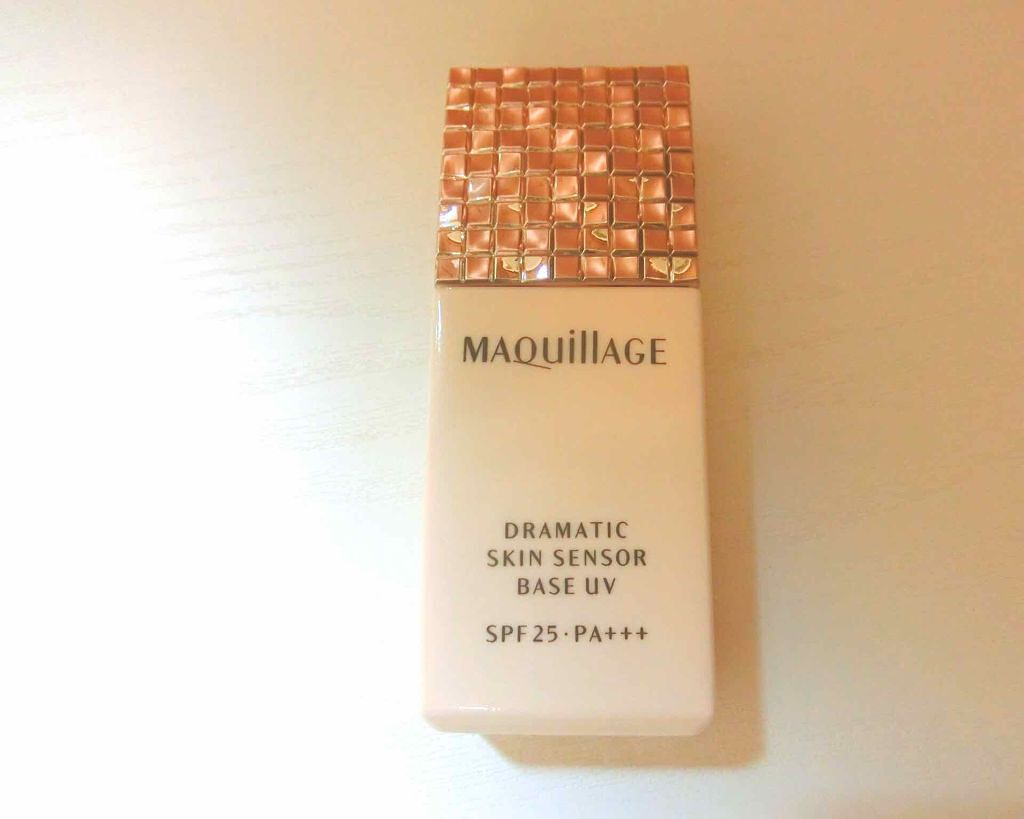 MAQuillAGE
DRAMATIC
SKIN SENSOR
BASE UV
SPF25·PA+++